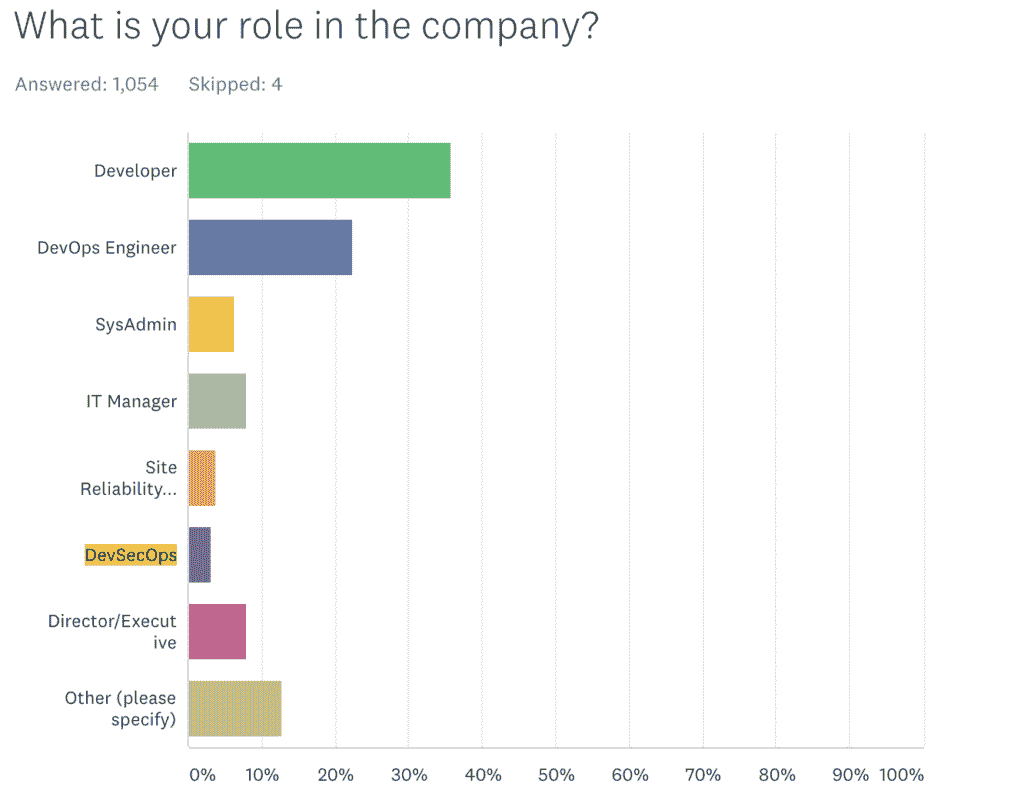 What is your role in the company?
Answered: 1,054 Skipped: 4
Developer
DevOps Engineer
SysAdmin
IT Manager
Site
Reliability...
DevSecOps
Director/Execut
ive
Other (please
specify)
0% 10% 20% 30% 40% 50% 60% 70% 80% 90% 100%